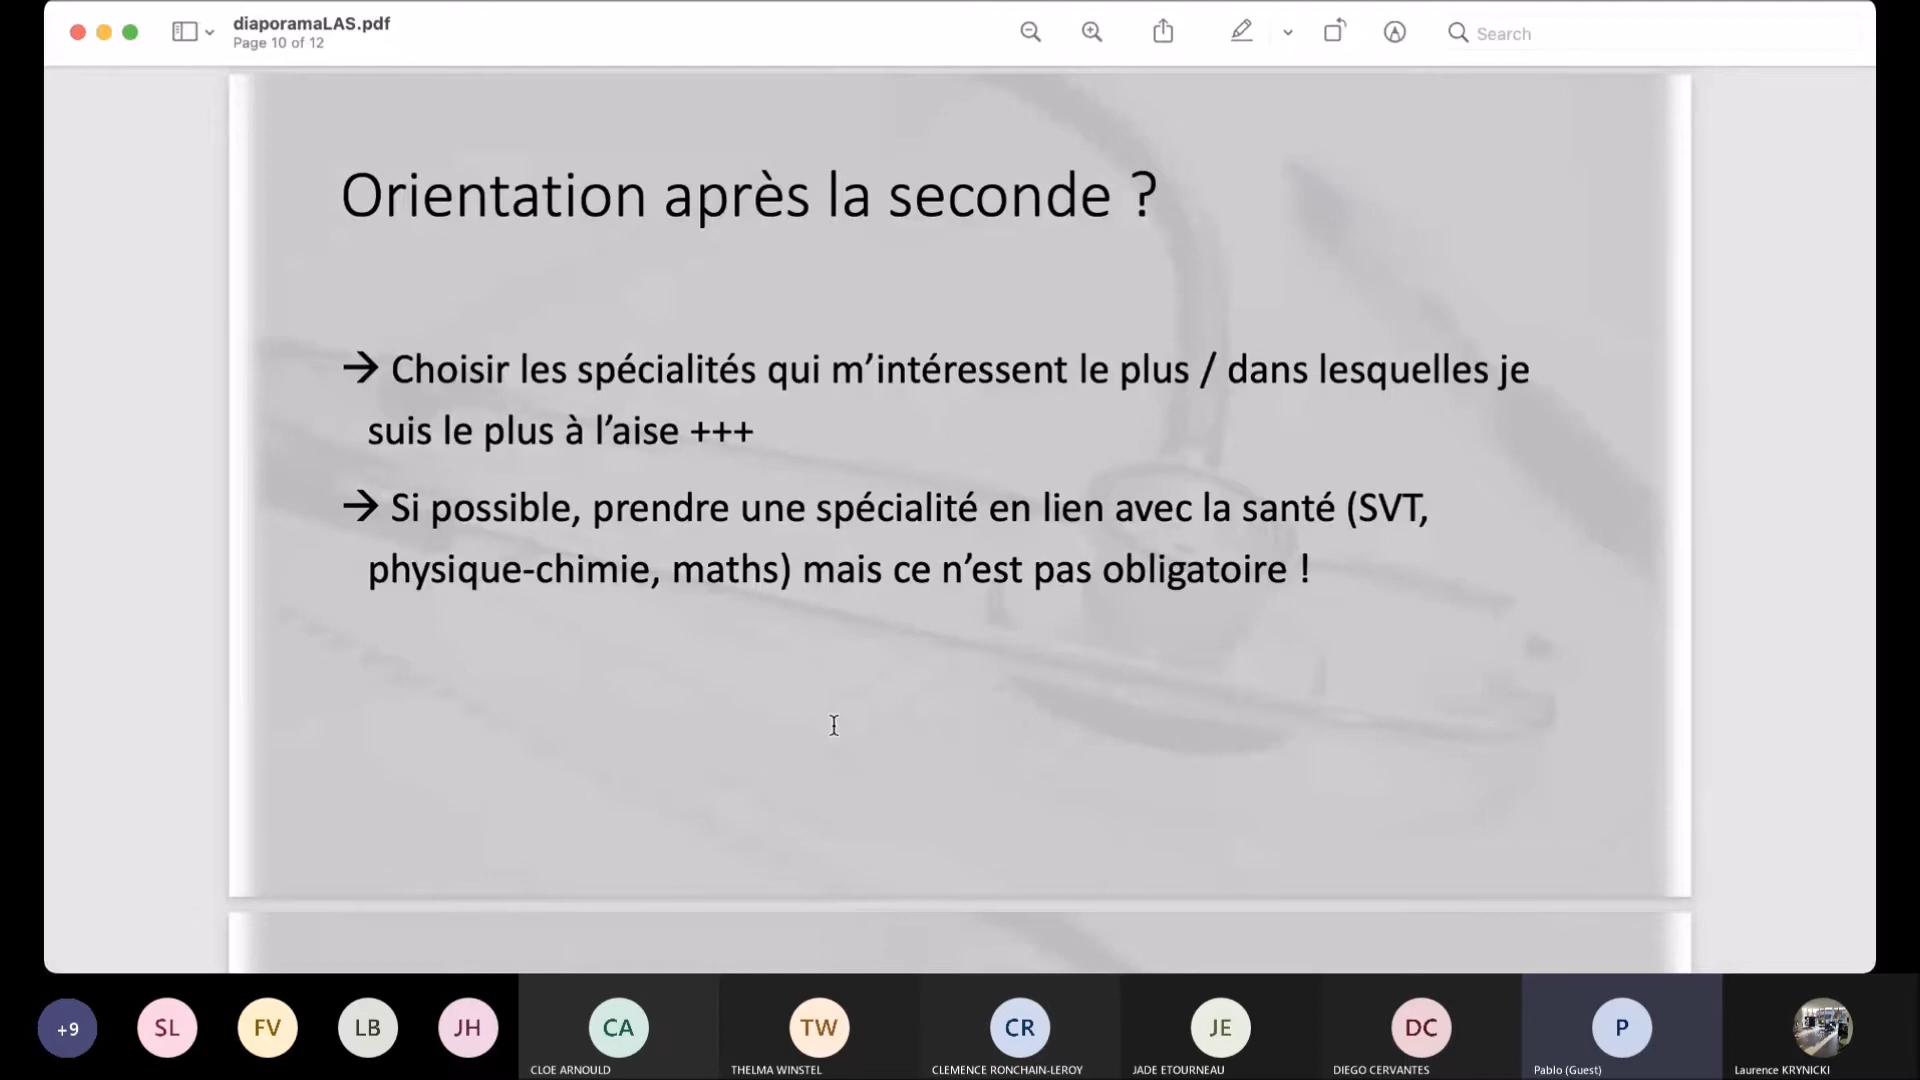 diaporamaLAS.pdf
Page 10 of 12
Search
Orientation après la seconde ?
→ Choisir les spécialités qui m’intéressent le plus / dans lesquelles je
suis le plus à l’aise +++
→ Si possible, prendre une spécialité en lien avec la santé (SVT,
physique-chimie, maths) mais ce n’est pas obligatoire !
+9 SL FV LB JH CA TW CR JE DC P
CLOE ARNOULD THELMA WINSTEL CLEMENCE RONCHAIN-LEROY JADE ETOURNEAU DIEGO CERVANTES Pablo (Guest) Laurence KRYNICKI